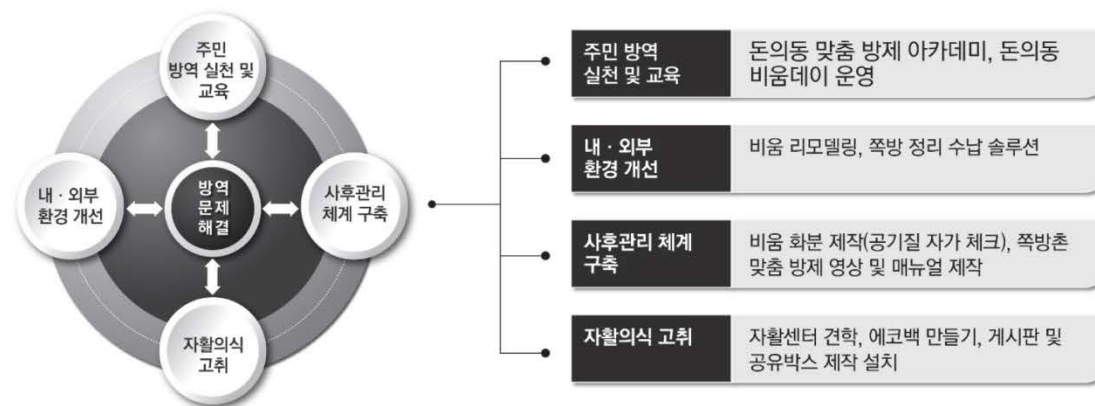 주민
방역 실천 및
교육
내 · 외부
환경 개선
방역
문제
해결
사후관리
체계 구축
자활의식
고취
주민 방역
실천 및 교육
돈의동 맞춤 방제 아카데미, 돈의동
비움데이 운영
내 · 외부
환경 개선
비움 리모델링, 쪽방 정리 수납 솔루션
사후관리 체계
구축
비움 화분 제작(공기질 자가 체크), 쪽방촌
맞춤 방제 영상 및 매뉴얼 제작
자활의식 고취
자활센터 견학, 에코백 만들기, 게시판 및
공유박스 제작 설치